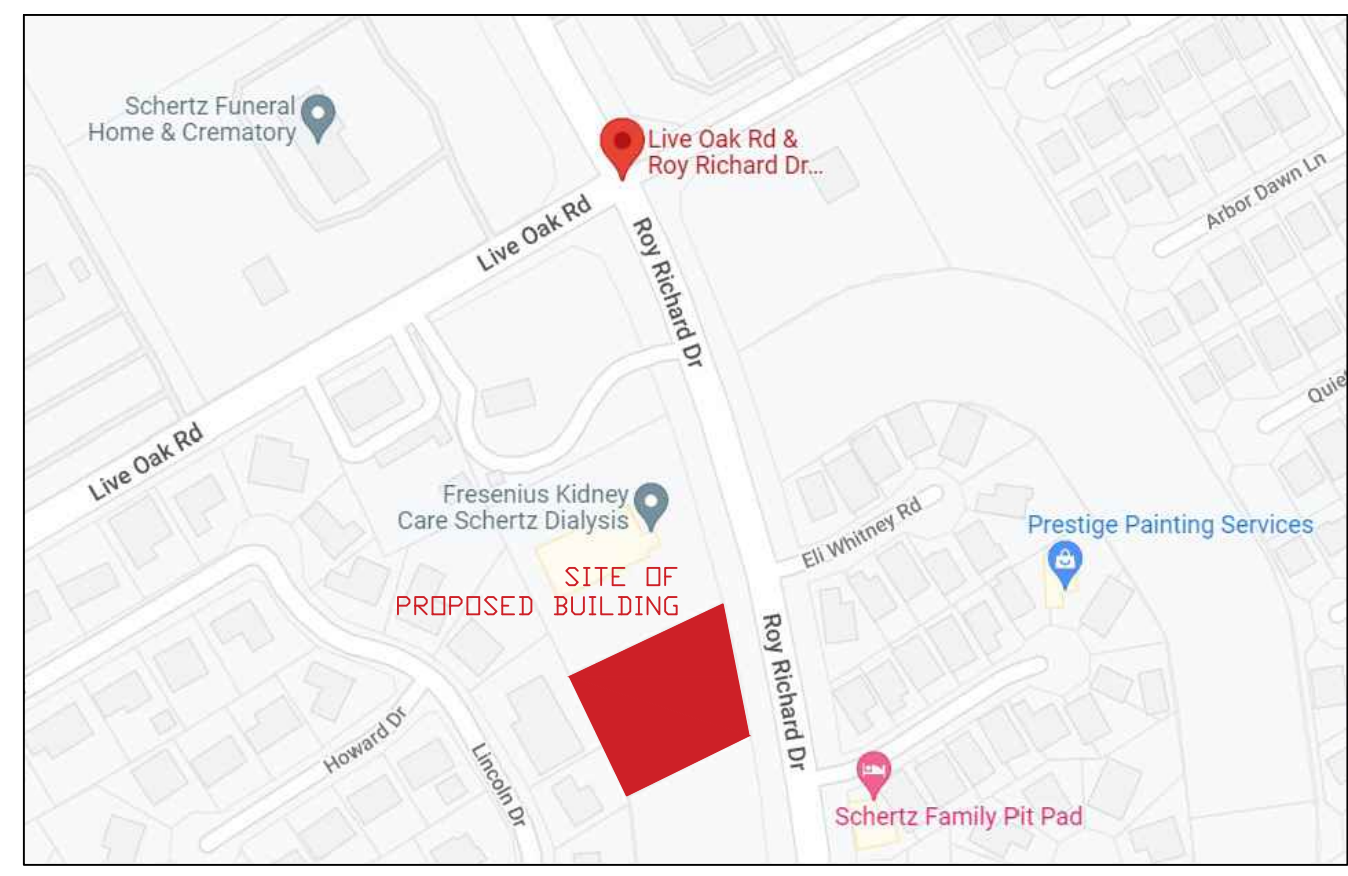 Schertz Funeral
Home & Crematory
Live Oak Rd &
Roy Richard Dr...
Arbor Dawn Ln
Live Oak Rd
Roy Richard Dr
Quiet
Live Oak Rd
Fresenius Kidney
Care Schertz Dialysis
Eli Whitney Rd
Prestige Painting Services
SITE OF
PROPOSED BUILDING
Roy Richard Dr
Howard Dr
Lincoln Dr
Schertz Family Pit Pad